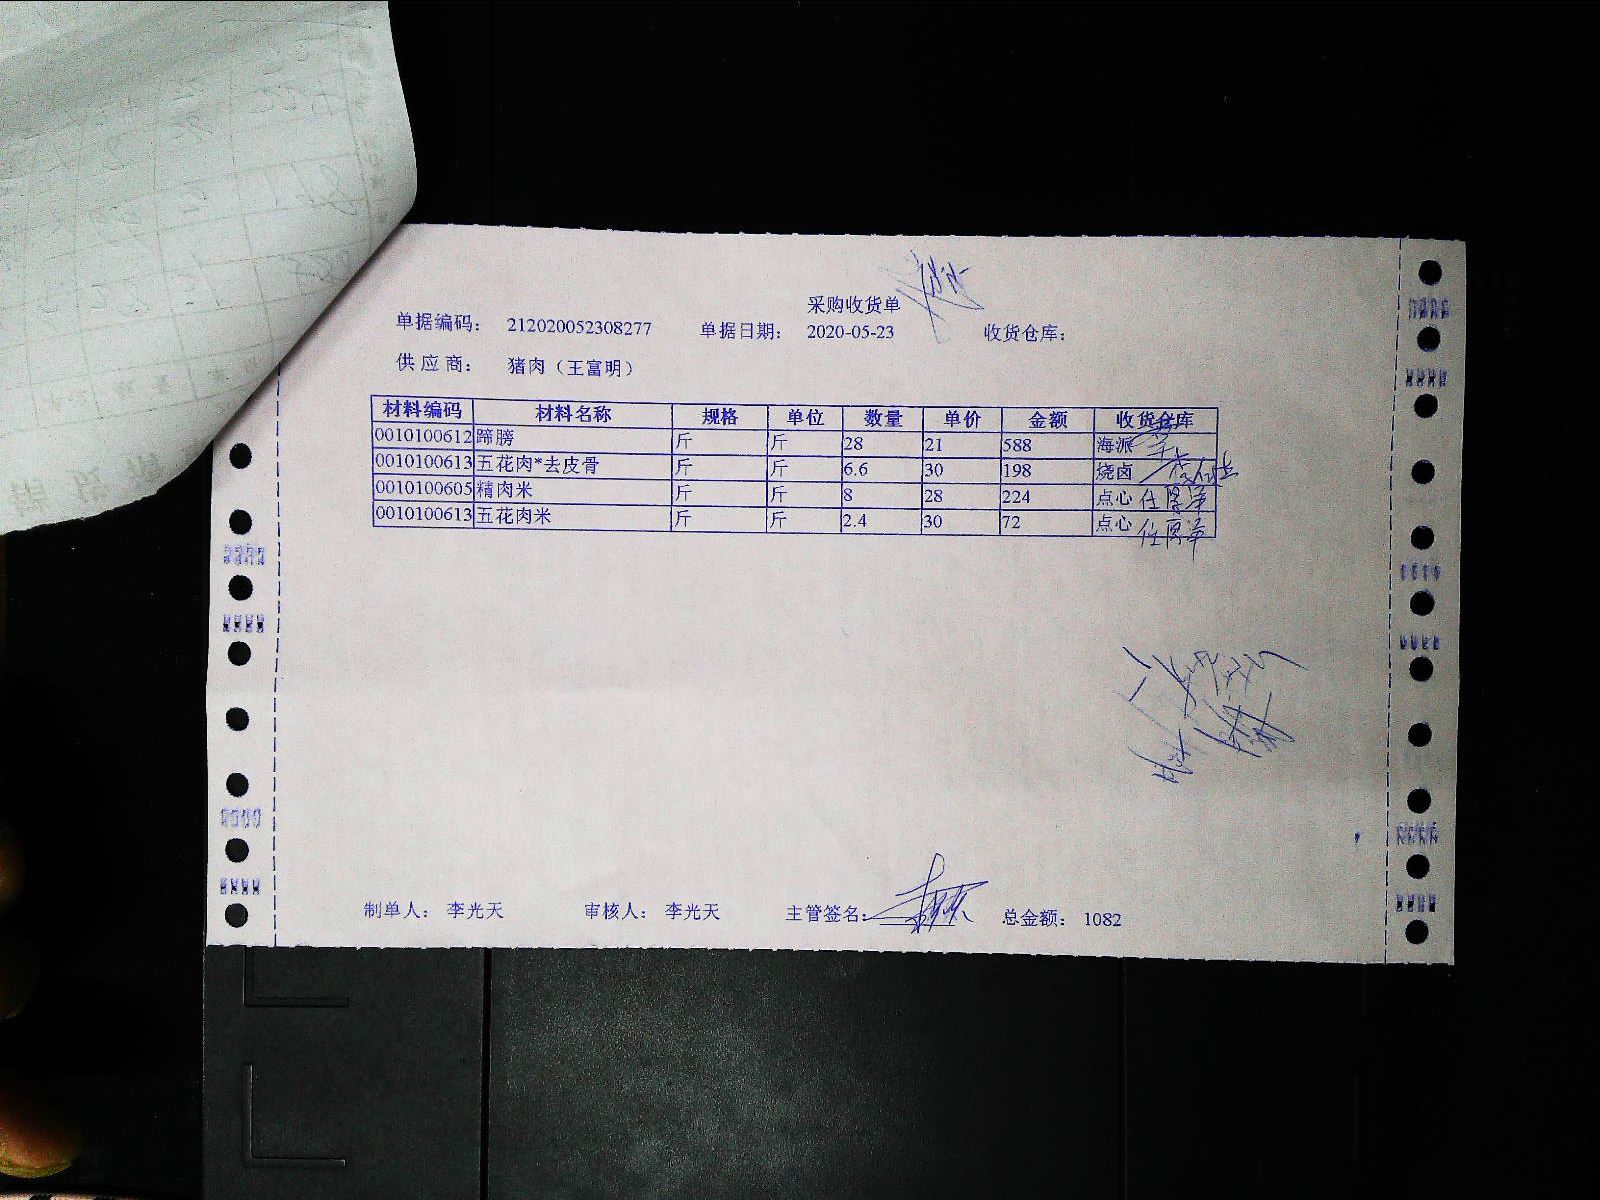 采购收货单
单据编码： 212020052308277 单据日期： 2020-05-23 收货仓库：
供应商： 猪肉（王富明）
材料编码 材料名称 规格 单位 数量 单价 金额 收货仓库
0010100612 蹄膀 斤 斤 28 21 588 海派
0010100613 五花肉*去皮骨 斤 斤 6.6 30 198 烧卤
0010100605 精肉米 斤 斤 8 28 224 点心
0010100613 五花肉米 斤 斤 2.4 30 72 点心
制单人： 李光天 审核人： 李光天 主管签名： 总金额： 1082